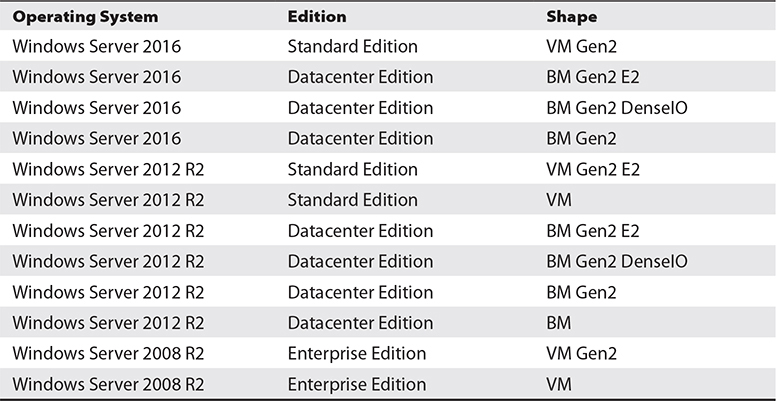 Operating System Edition Shape
Windows Server 2016 Standard Edition VM Gen2
Windows Server 2016 Datacenter Edition BM Gen2 E2
Windows Server 2016 Datacenter Edition BM Gen2 DenseIO
Windows Server 2016 Datacenter Edition BM Gen2
Windows Server 2012 R2 Standard Edition VM Gen2 E2
Windows Server 2012 R2 Standard Edition VM
Windows Server 2012 R2 Datacenter Edition BM Gen2 E2
Windows Server 2012 R2 Datacenter Edition BM Gen2 DenseIO
Windows Server 2012 R2 Datacenter Edition BM Gen2
Windows Server 2012 R2 Datacenter Edition BM
Windows Server 2008 R2 Enterprise Edition VM Gen2
Windows Server 2008 R2 Enterprise Edition VM